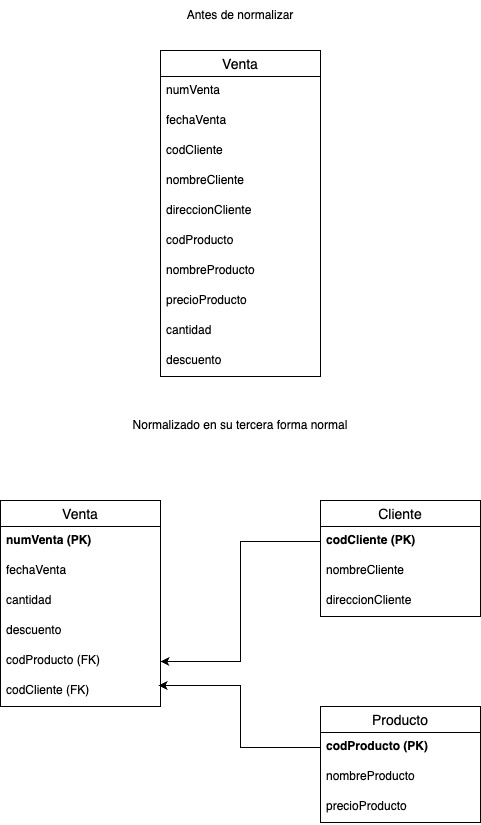 Antes de normalizar
Venta
numVenta
fechaVenta
codCliente
nombreCliente
direccionCliente
codProducto
nombreProducto
precioProducto
cantidad
descuento
Normalizado en su tercera forma normal
Venta
numVenta (PK)
fechaVenta
cantidad
descuento
codProducto (FK)
codCliente (FK)
Cliente
codCliente (PK)
nombreCliente
direccionCliente
Producto
codProducto (PK)
nombreProducto
precioProducto